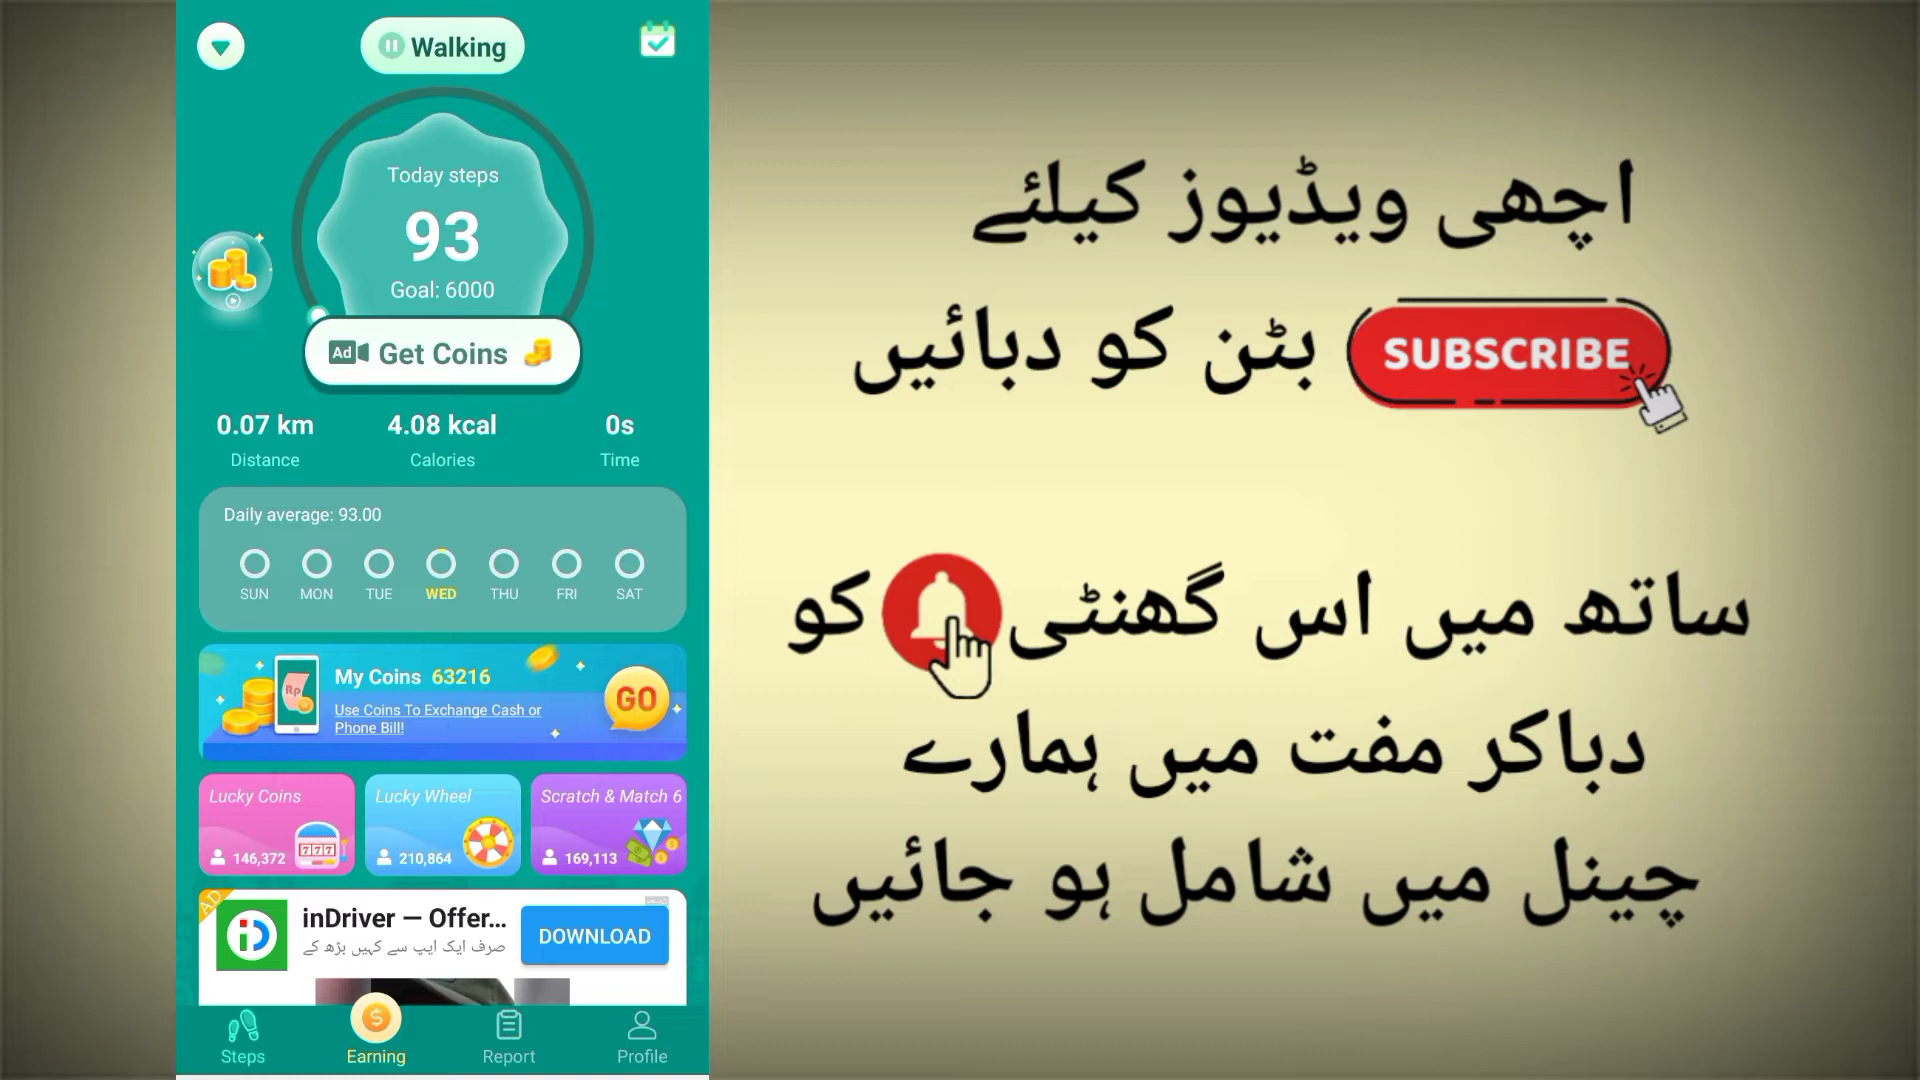 Walking
Today steps
93
Goal: 6000
Ad Get Coins
0.07 km
Distance
4.08 kcal
Calories
0s
Time
Daily average: 93.00
SUN MON TUE WED THU FRI SAT
My Coins 63216
Use Coins To Exchange Cash or
Phone Bill!
Rp
GO
Lucky Coins
777
146,372
Lucky Wheel
210,864
Scratch & Match 6
169,113
AD
inDriver — Offer...
صرف ایک ایپ سے کہیں بڑھ کے
DOWNLOAD
Steps
Earning
Report
Profile
اچھی ویڈیوز کیلئے
SUBSCRIBE بٹن کو دبائیں
ساتھ میں اس گھنٹی کو
دباکر مفت میں ہمارے
چینل میں شامل ہو جائیں